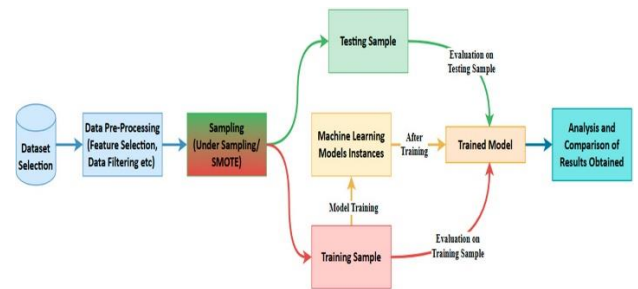 Dataset
Selection
Data Pre-Processing
(Feature Selection,
Data Filtering etc)
Sampling
(Under Sampling/
SMOTE)
Testing Sample
Evaluation on
Testing Sample
Machine Learning
Models Instances
After
Training
Trained Model
Analysis and
Comparison of
Results Obtained
Model Training
Training Sample
Evaluation on
Training Sample